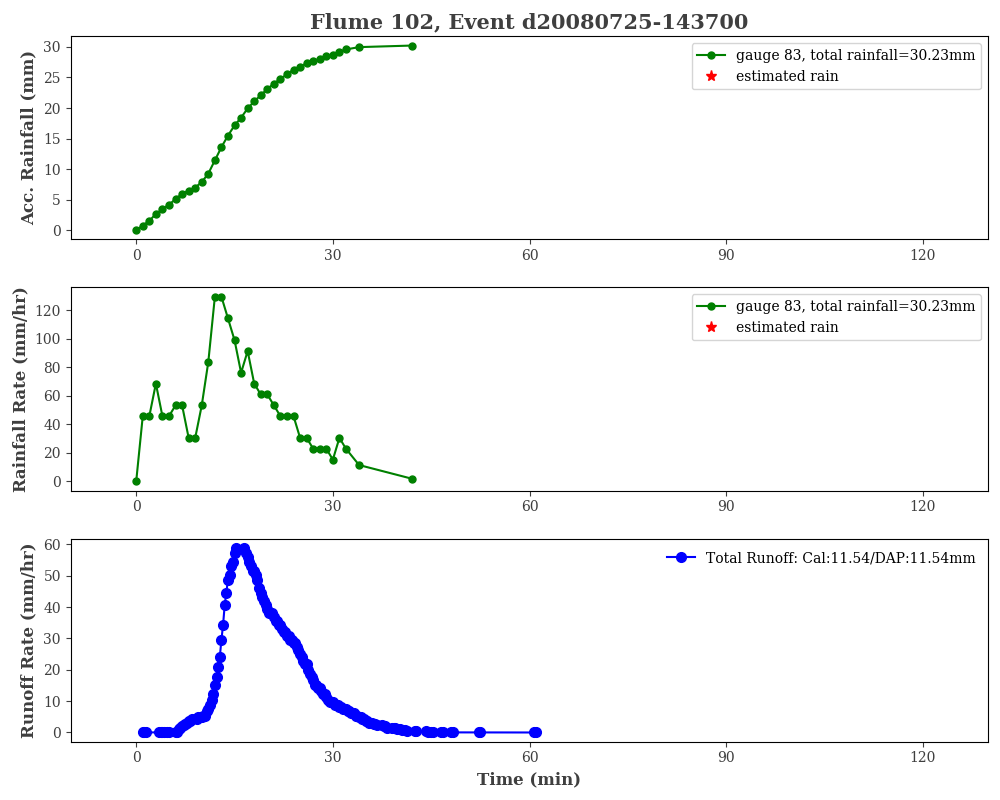 Flume 102, Event d20080725-143700
Acc. Rainfall (mm)
30
25
20
15
10
5
0
gauge 83, total rainfall=30.23mm
estimated rain
0 30 60 90 120
Rainfall Rate (mm/hr)
120
100
80
60
40
20
0
gauge 83, total rainfall=30.23mm
estimated rain
0 30 60 90 120
Runoff Rate (mm/hr)
60
50
40
30
20
10
0
Total Runoff: Cal:11.54/DAP:11.54mm
0 30 60 90 120
Time (min)